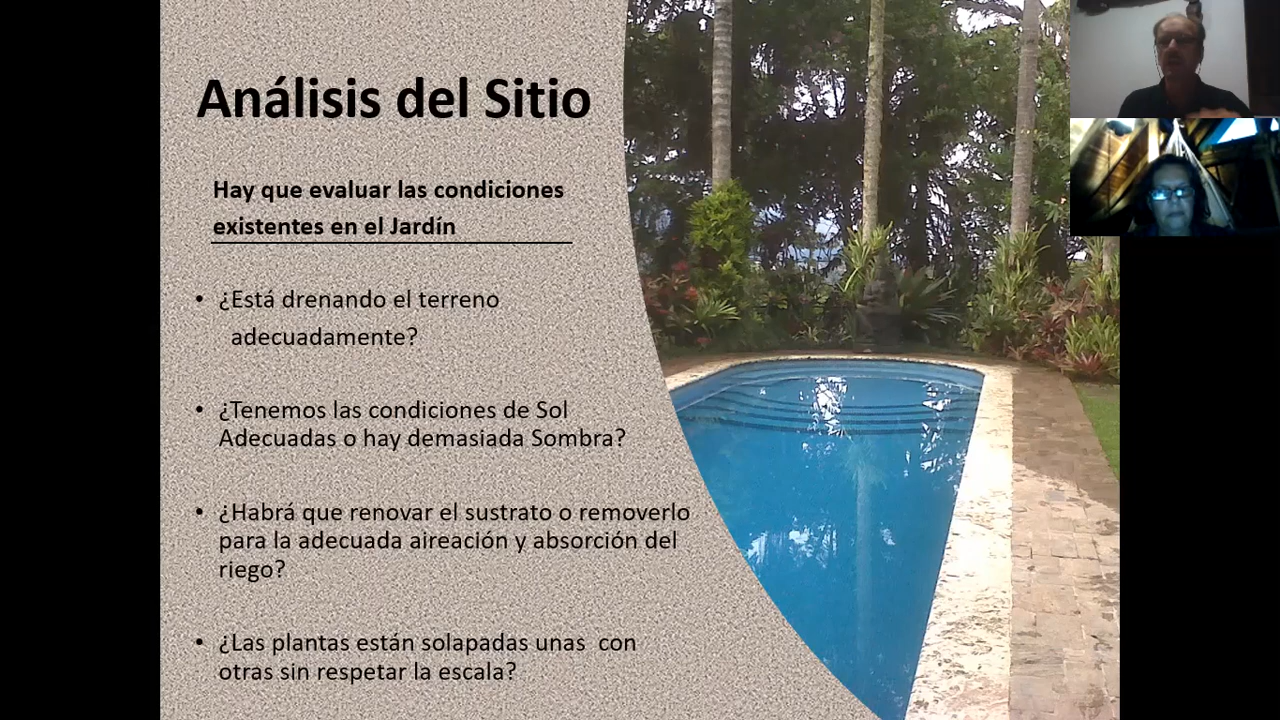 Análisis del Sitio
Hay que evaluar las condiciones
existentes en el Jardín
• ¿Está drenando el terreno
adecuadamente?
• ¿Tenemos las condiciones de Sol
Adecuadas o hay demasiada Sombra?
• ¿Habrá que renovar el sustrato o removerlo
para la adecuada aireación y absorción del
riego?
• ¿Las plantas están solapadas unas  con
otras sin respetar la escala?